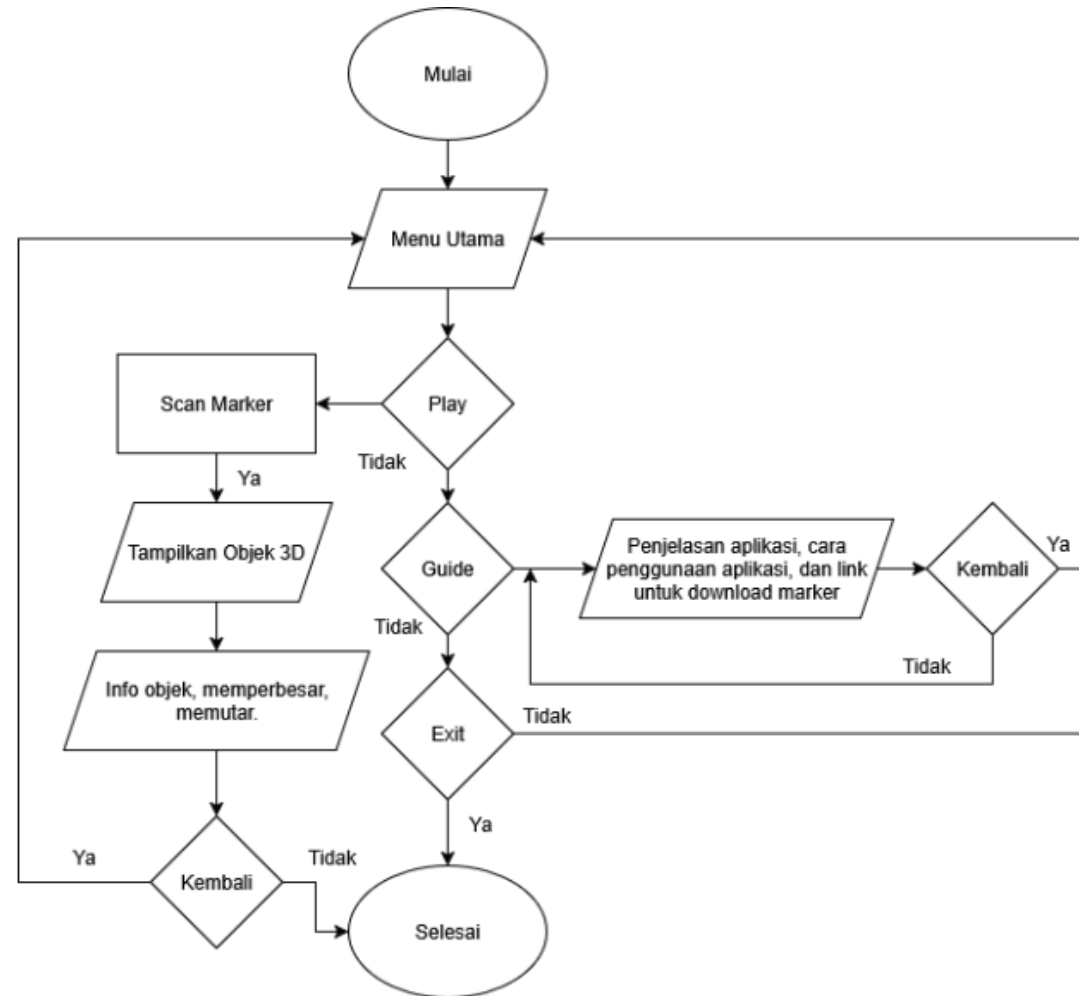 Mulai
Menu Utama
Scan Marker
Play
Tidak
Ya
Tampilkan Objek 3D
Guide
Penjelasan aplikasi, cara
penggunaan aplikasi, dan link
untuk download marker
Kembali
Ya
Tidak
Tidak
Info objek, memperbesar,
memutar.
Exit
Tidak
Ya
Ya
Kembali
Tidak
Selesai